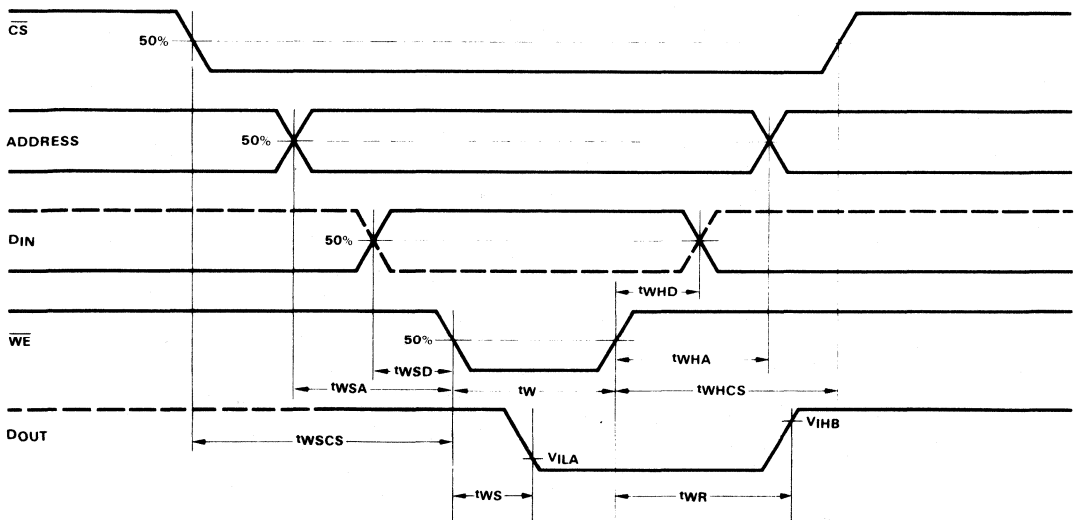 CS
50%
ADDRESS
50%
DIN
50%
tWHD
WE
50%
tWSD
tWHA
tWSA
tW
tWHCS
DOUT
VIHB
tWSCS
VILA
tWS
tWR